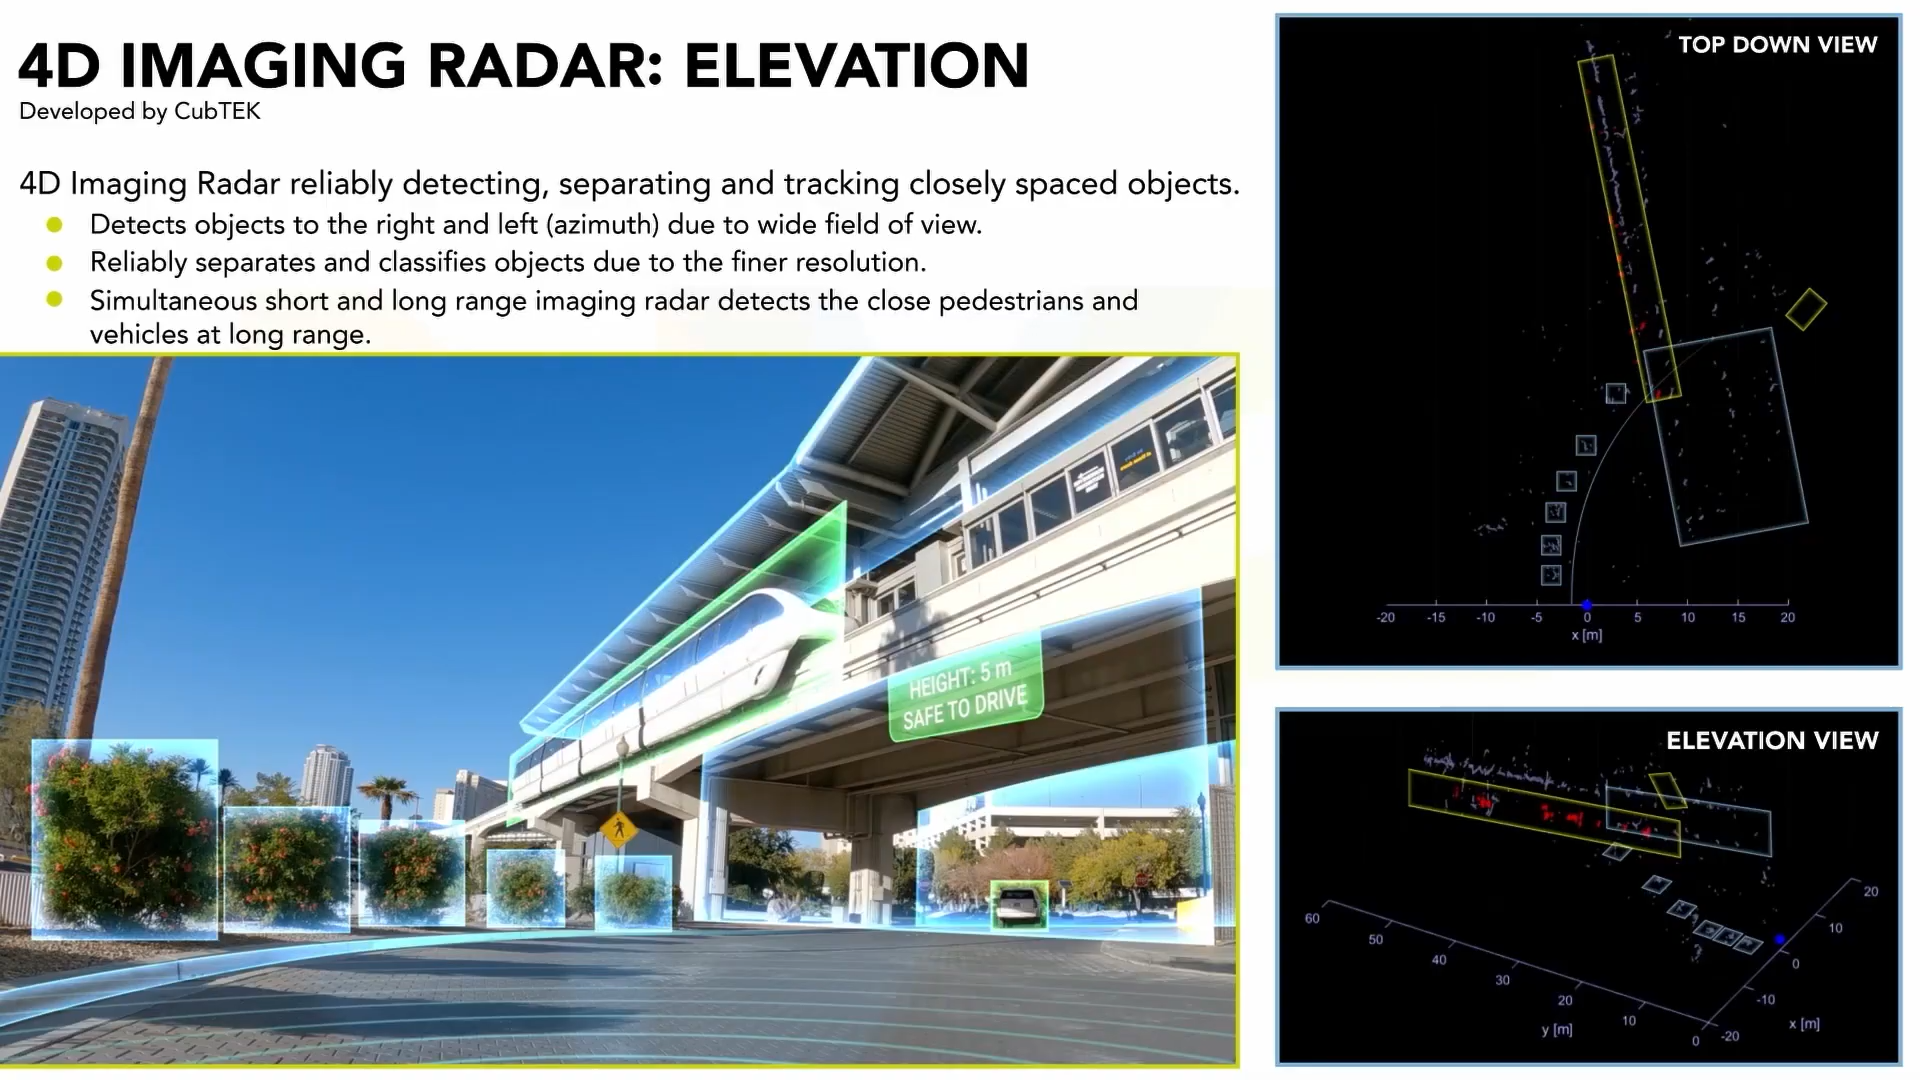 4D IMAGING RADAR: ELEVATION
Developed by CubTEK
4D Imaging Radar reliably detecting, separating and tracking closely spaced objects.
Detects objects to the right and left (azimuth) due to wide field of view.
Reliably separates and classifies objects due to the finer resolution.
Simultaneous short and long range imaging radar detects the close pedestrians and
vehicles at long range.
HEIGHT: 5 m
SAFE TO DRIVE
TOP DOWN VIEW
-20 -15 -10 -5 0 5 10 15 20
x [m]
ELEVATION VIEW
60 50 40 30 20 10 0
y [m]
-20 -10 0 10 20
x [m]